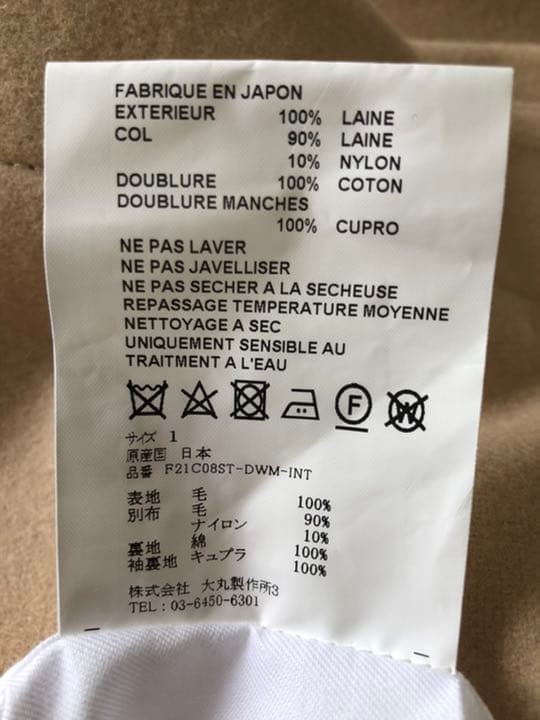 FABRIQUE EN JAPON
EXTERIEUR 100% LAINE
COL 90% LAINE
10% NYLON
DOUBLURE 100% COTON
DOUBLURE MANCHES
100% CUPRO
NE PAS LAVER
NE PAS JAVELLISER
NE PAS SECHER A LA SECHEUSE
REPASSAGE TEMPERATURE MOYENNE
NETTOYAGE A SEC
UNIQUEMENT SENSIBLE AU
TRAITMENT A L'EAU
F W
サイズ 1
原産国 日本
品番 F21C08ST-DWM-INT
表地 毛 100%
別布 毛 90%
ナイロン 10%
裏地 綿 100%
袖裏地 キュプラ 100%
株式会社 大丸製作所3
TEL：03-6450-6301